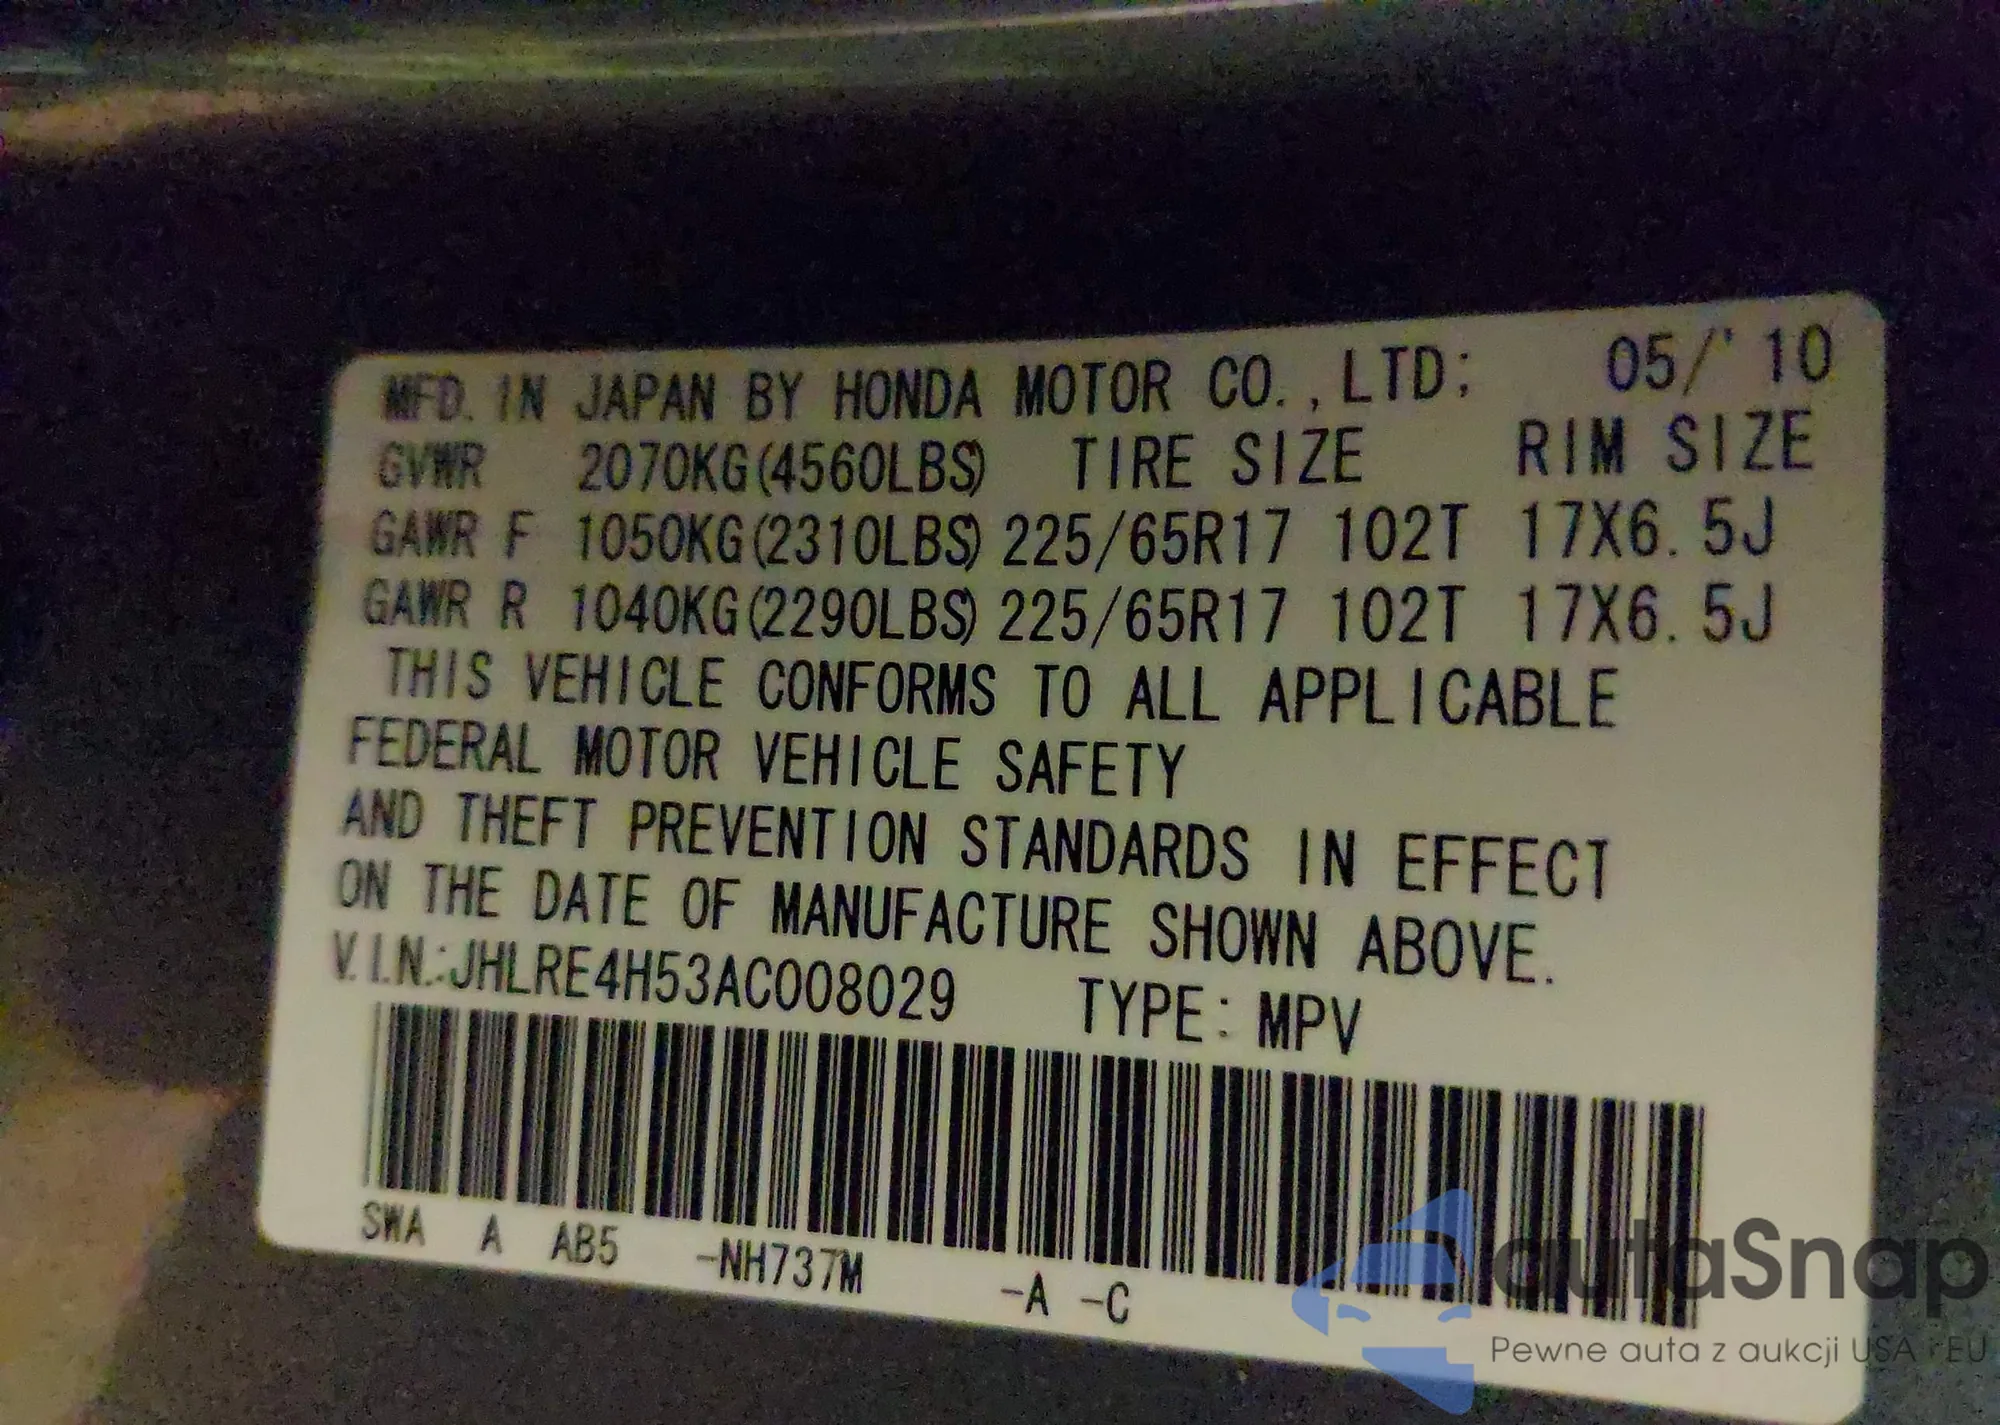 MFD. IN JAPAN BY HONDA MOTOR CO., LTD; 05/'10
GVWR 2070KG(4560LBS) TIRE SIZE RIM SIZE
GAWR F 1050KG(2310LBS) 225/65R17 102T 17X6.5J
GAWR R 1040KG(2290LBS) 225/65R17 102T 17X6.5J
THIS VEHICLE CONFORMS TO ALL APPLICABLE
FEDERAL MOTOR VEHICLE SAFETY
AND THEFT PREVENTION STANDARDS IN EFFECT
ON THE DATE OF MANUFACTURE SHOWN ABOVE.
V.I.N.:JHLRE4H53AC008029 TYPE: MPV
SWA A AB5 -NH737M -A -C
autaSnap
Pewne auta z aukcji USA i EU